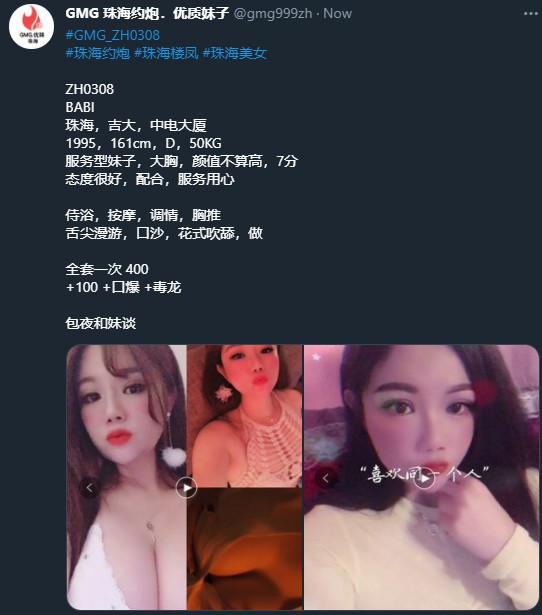 GMG 珠海约炮．优质妹子 @gmg999zh · Now
GMG.优妹
珠海
#GMG_ZH0308
#珠海约炮 #珠海楼凤 #珠海美女
ZH0308
BABI
珠海，吉大，中电大厦
1995，161cm，D，50KG
服务型妹子，大胸，颜值不算高，7分
态度很好，配合，服务用心
侍浴，按摩，调情，胸推
舌尖漫游，口沙，花式吹舔，做
全套一次 400
+100 +口爆 +毒龙
包夜和妹谈
“喜欢同一个人”